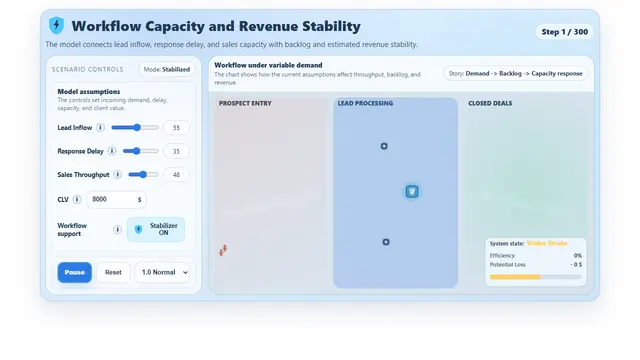 Workflow Capacity and Revenue Stability
Step 1 / 300
The model connects lead inflow, response delay, and sales capacity with backlog and estimated revenue stability.
SCENARIO CONTROLS
Mode: Stabilized
Model assumptions
The controls set incoming demand, delay,
capacity, and client value.
Lead Inflow i 55
Response Delay i 35
Sales Throughput i 48
CLV i 8000 $
Workflow
support i
Stabilizer
ON
Pause
Reset
1.0 Normal
Workflow under variable demand
The chart shows how the current assumptions affect throughput, backlog, and
revenue.
Story: Demand -> Backlog -> Capacity response
PROSPECT ENTRY
LEAD PROCESSING
CLOSED DEALS
System state: Under Strain
Efficiency 0%
Potential Loss - 0 $